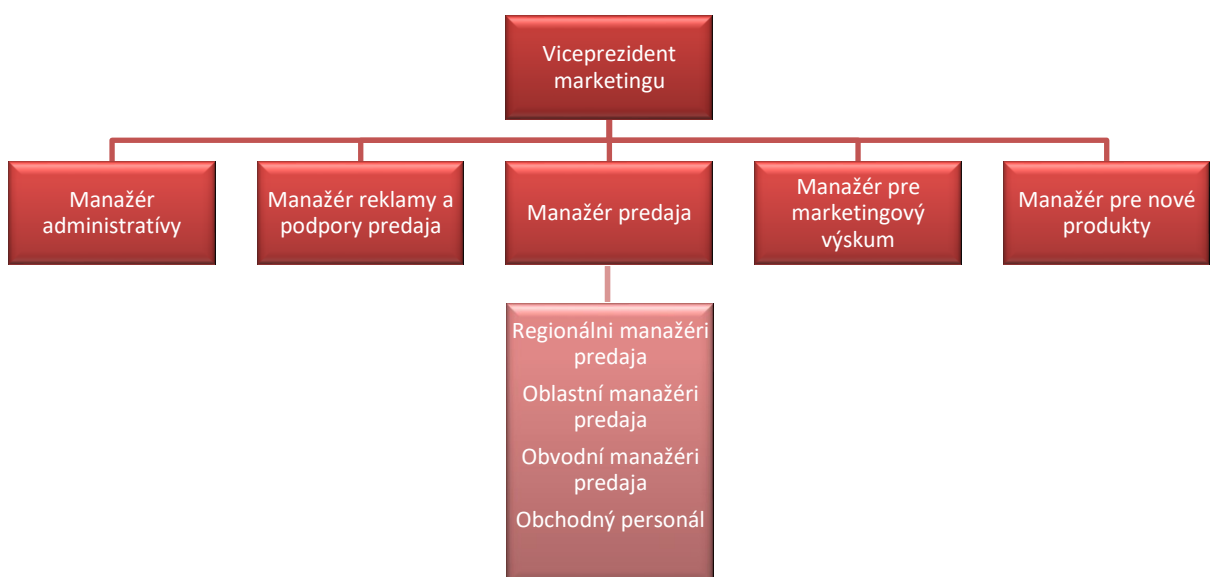 Viceprezident
marketingu
Manažér
administratívy
Manažér reklamy a
podpory predaja
Manažér predaja
Manažér pre
marketingový
výskum
Manažér pre nové
produkty
Regionálni manažéri
predaja
Oblastní manažéri
predaja
Obvodní manažéri
predaja
Obchodný personál